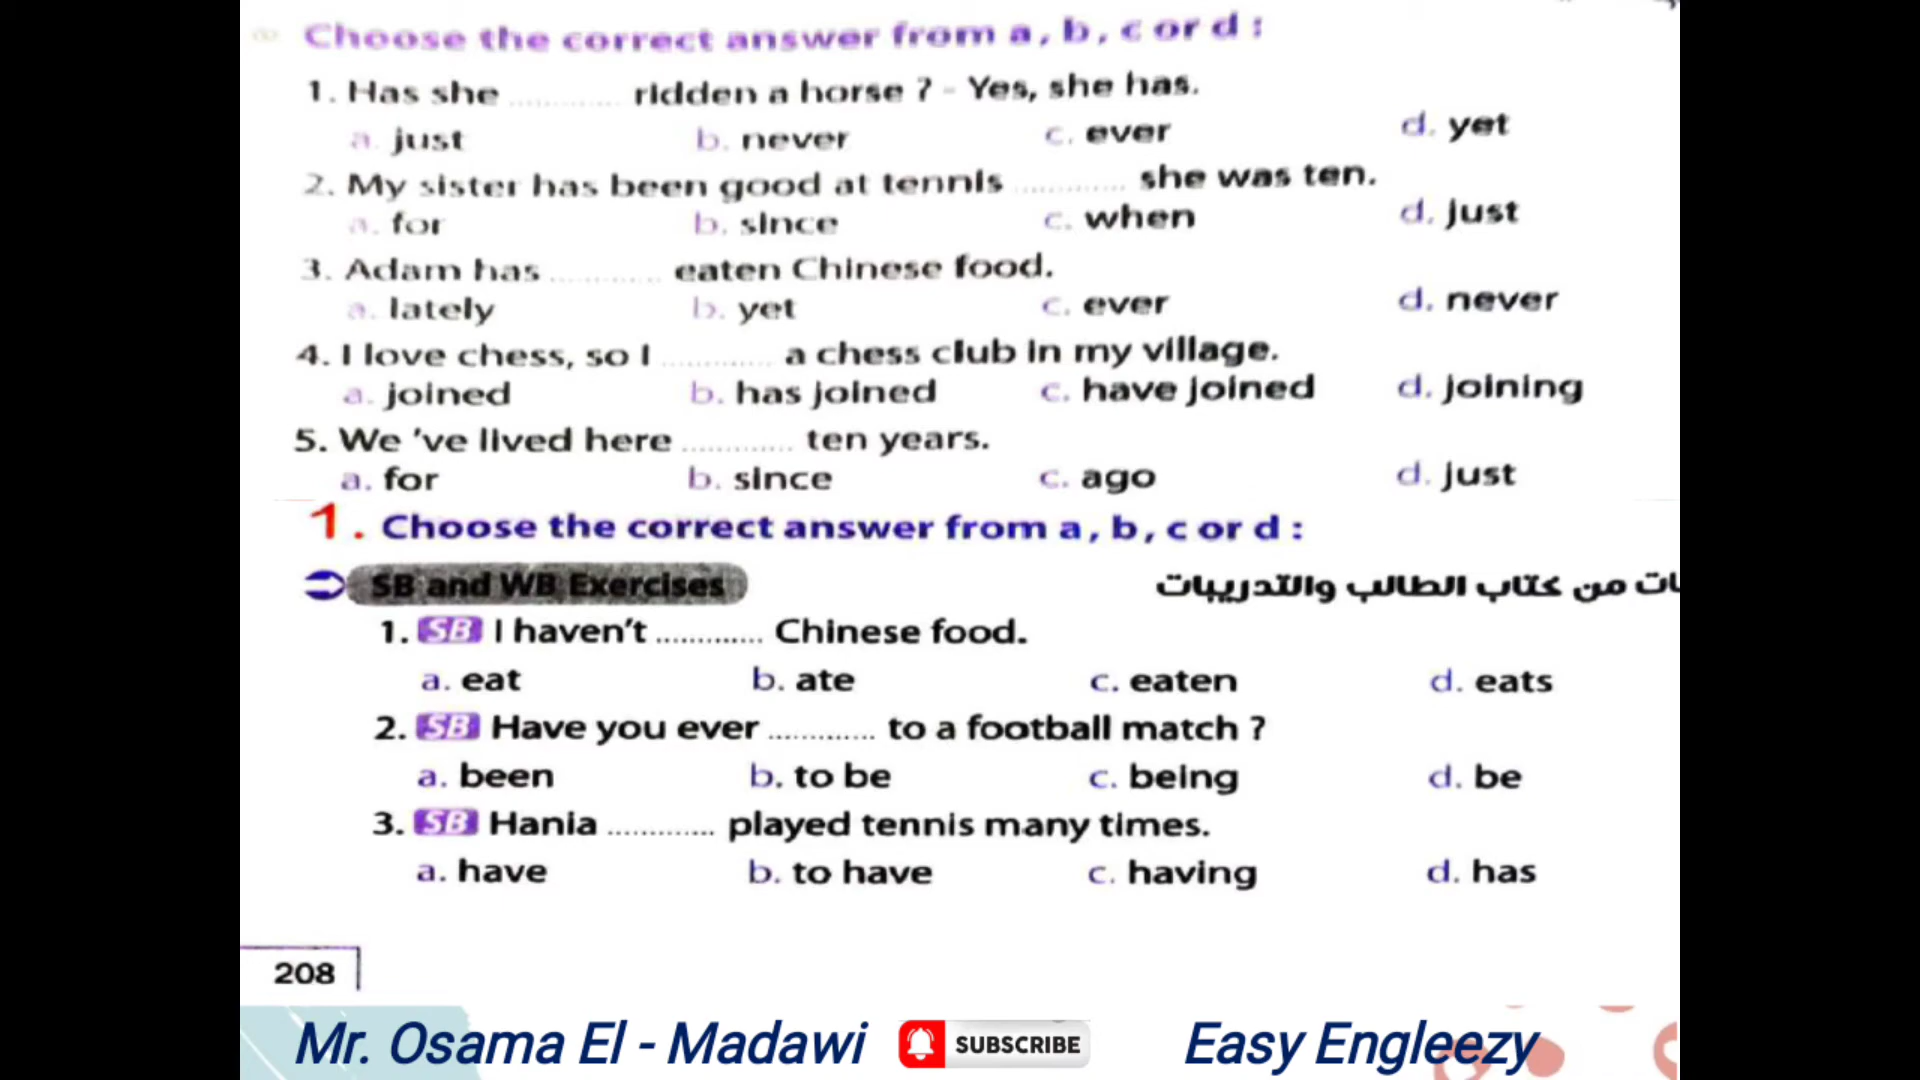 Choose the correct answer from a, b, c or d :
1. Has she ............ ridden a horse ? - Yes, she has.
a. just b. never c. ever d. yet
2. My sister has been good at tennis ............ she was ten.
a. for b. since c. when d. just
3. Adam has ............ eaten Chinese food.
a. lately b. yet c. ever d. never
4. I love chess, so I ............ a chess club in my village.
a. joined b. has joined c. have joined d. joining
5. We 've lived here ............ ten years.
a. for b. since c. ago d. just
1. Choose the correct answer from a, b, c or d :
SB and WB Exercises من كتاب الطالب والتدريبات
1. SB I haven't ............ Chinese food.
a. eat b. ate c. eaten d. eats
2. SB Have you ever ............ to a football match ?
a. been b. to be c. being d. be
3. SB Hania ............ played tennis many times.
a. have b. to have c. having d. has
208
Mr. Osama El - Madawi SUBSCRIBE Easy Engleezy